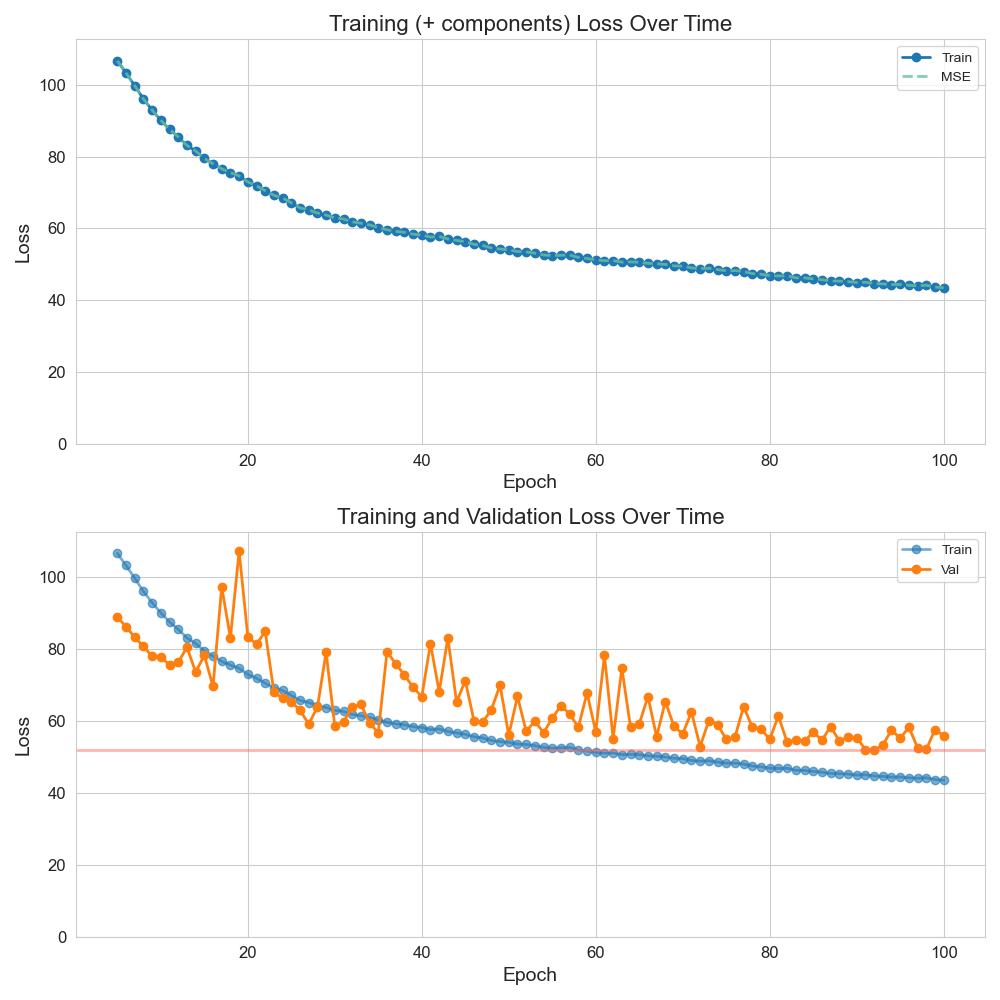 Training (+ components) Loss Over Time
Train
MSE
100
80
60
40
20
0
Loss
20 40 60 80 100
Epoch
Training and Validation Loss Over Time
Train
Val
100
80
60
40
20
0
Loss
20 40 60 80 100
Epoch